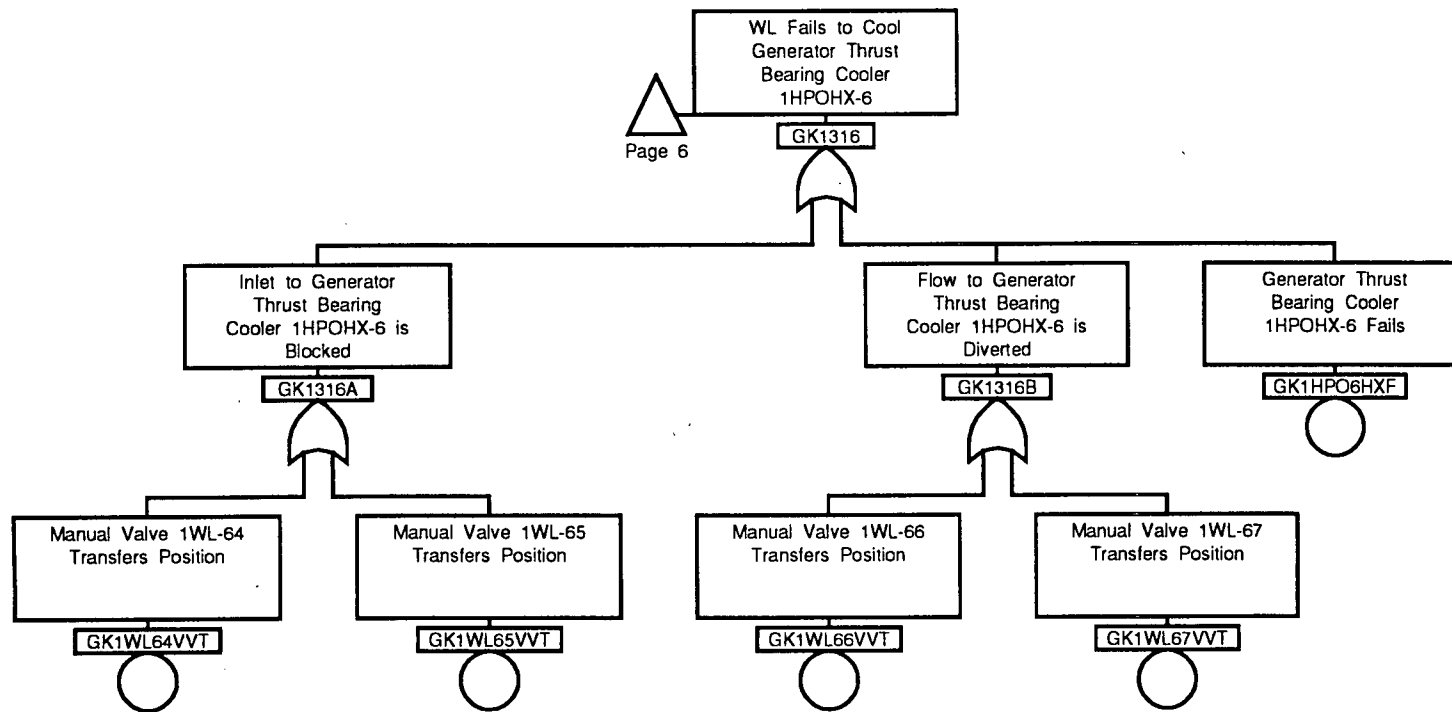 WL Fails to Cool
Generator Thrust
Bearing Cooler
1HPOHX-6
Page 6
GK1316
Inlet to Generator
Thrust Bearing
Cooler 1HPOHX-6 is
Blocked
GK1316A
Flow to Generator
Thrust Bearing
Cooler 1HPOHX-6 is
Diverted
GK1316B
Generator Thrust
Bearing Cooler
1HPOHX-6 Fails
GK1HPO6HXF
Manual Valve 1WL-64
Transfers Position
GK1WL64VVT
Manual Valve 1WL-65
Transfers Position
GK1WL65VVT
Manual Valve 1WL-66
Transfers Position
GK1WL66VVT
Manual Valve 1WL-67
Transfers Position
GK1WL67VVT